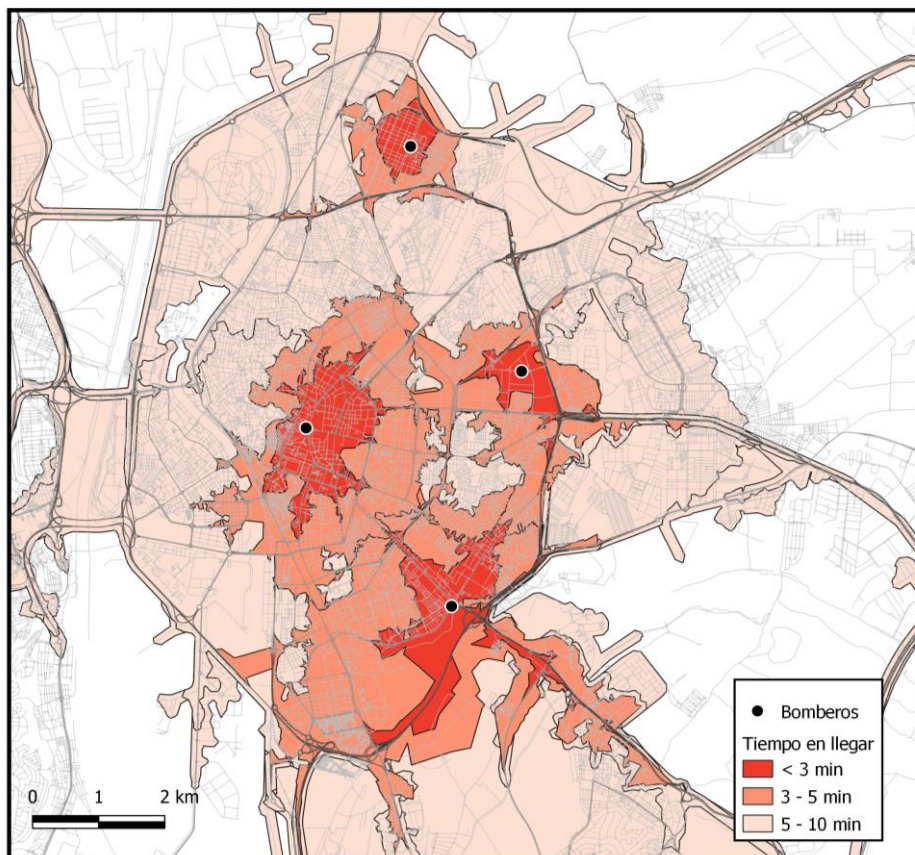 Bomberos
Tiempo en llegar
< 3 min
3 - 5 min
5 - 10 min
0 1 2 km